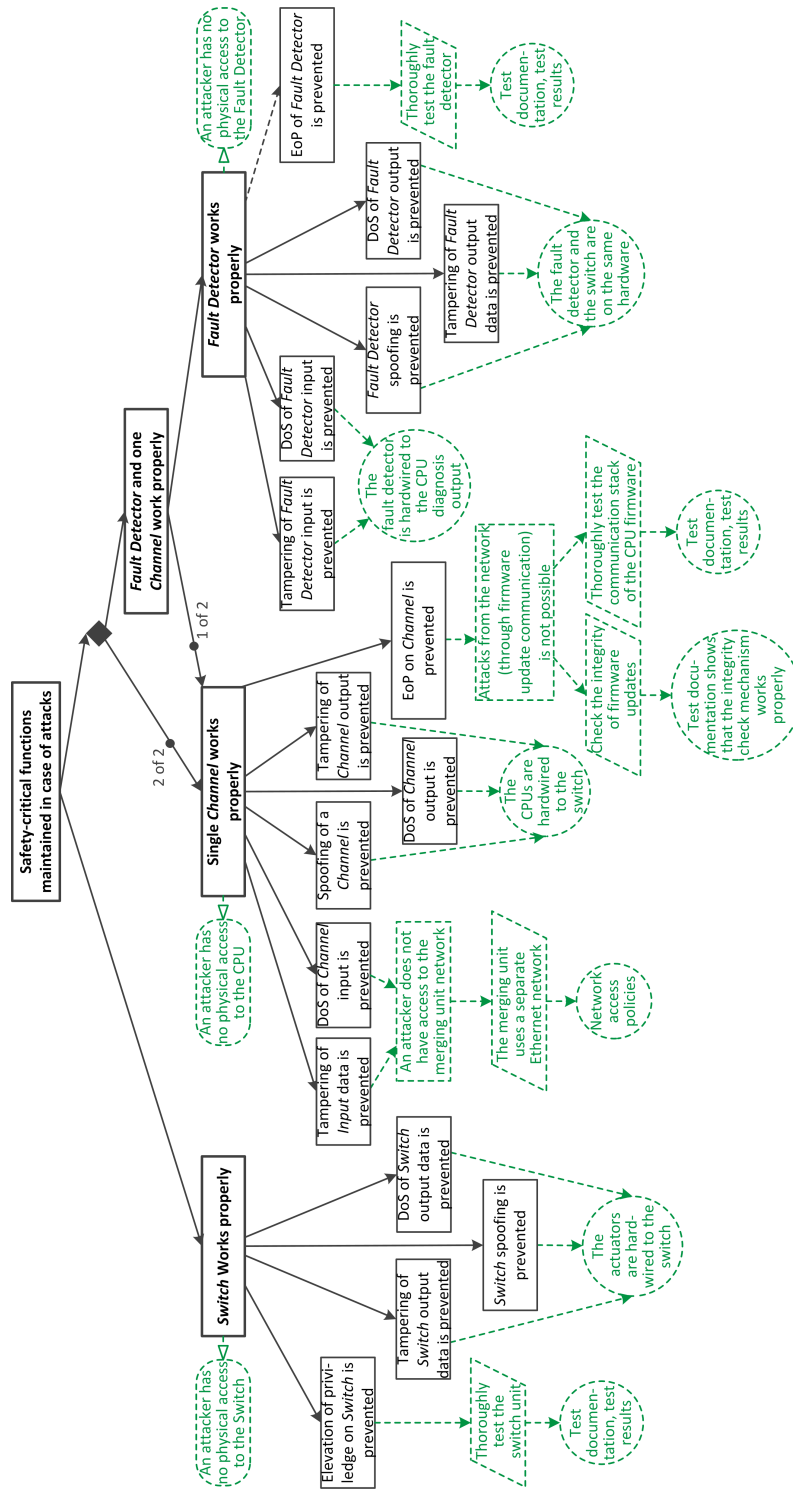 Safety-critical functions
maintained in case of attacks
2 of 2
1 of 2
Fault Detector and one
Channel work properly
An attacker has
no physical access
to the Switch
Switch Works properly
Elevation of privi-
ledge on Switch is
prevented
Tampering of
Switch output
data is prevented
Switch spoofing is
prevented
DoS of Switch
output data is
prevented
Thoroughly
test the
switch unit
Test
documen-
tation, test
results
The
actuators
are hard-
wired to the
switch
An attacker has
no physical access
to the CPU
Single Channel works
properly
Tampering of
Input data is
prevented
DoS of Channel
input is
prevented
Spoofing of a
Channel is
prevented
DoS of Channel
output is
prevented
Tampering of
Channel output
is prevented
EoP on Channel is
prevented
An attacker does not
have access to the
merging unit network
The merging unit
uses a separate
Ethernet network
Network
access
policies
The
CPUs are
hardwired
to the
switch
Attacks from the network
(through firmware
update communication)
is not possible
Check the integrity
of firmware
updates
Thoroughly test the
communication stack
of the CPU firmware
Test docu-
mentation shows
that the integrity
check mechanism
works
properly
Test
documen-
tation, test
results
Fault Detector works
properly
An attacker has no
physical access to
the Fault Detector
Tampering of Fault
Detector input is
prevented
DoS of Fault
Detector input
is prevented
Fault Detector
spoofing is
prevented
Tampering of Fault
Detector output
data is prevented
DoS of Fault
Detector output
is prevented
EoP of Fault Detector
is prevented
The
fault detector
is hardwired to
the CPU
diagnosis
output
The fault
detector and
the switch are
on the same
hardware
Thoroughly
test the fault
detector
Test
documen-
tation, test
results